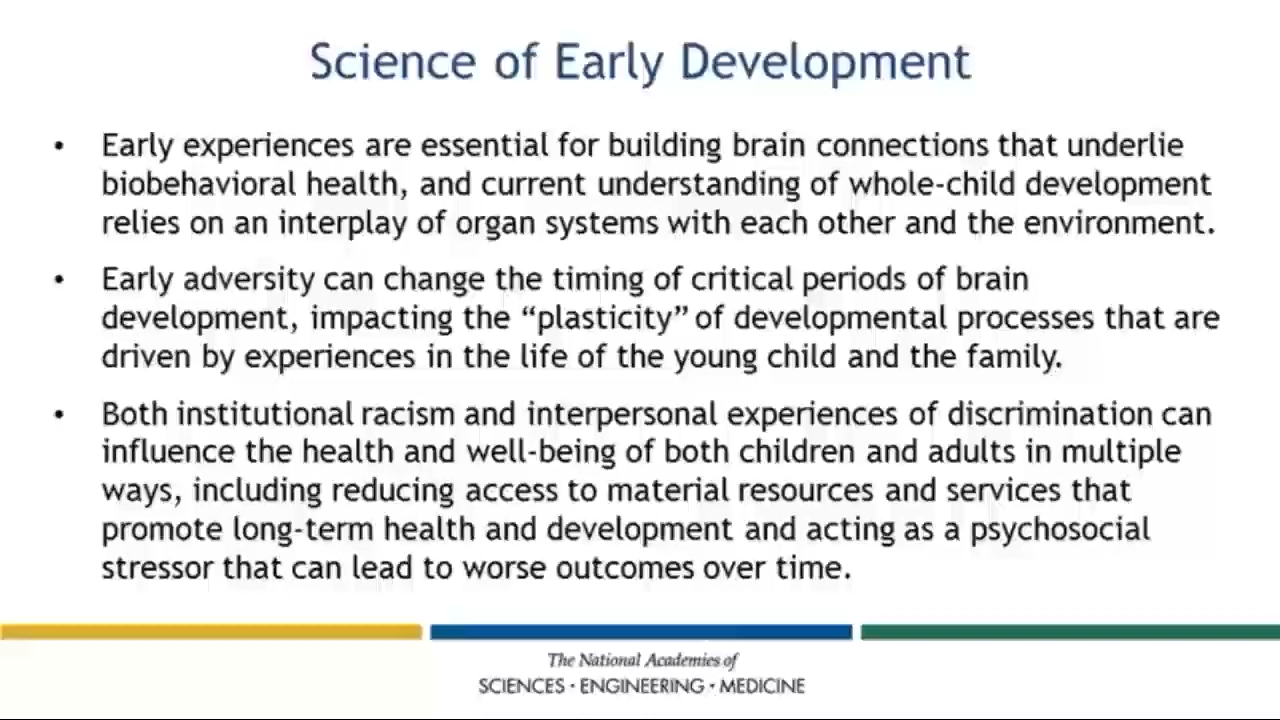 Science of Early Development
• Early experiences are essential for building brain connections that underlie
biobehavioral health, and current understanding of whole-child development
relies on an interplay of organ systems with each other and the environment.
• Early adversity can change the timing of critical periods of brain
development, impacting the “plasticity” of developmental processes that are
driven by experiences in the life of the young child and the family.
• Both institutional racism and interpersonal experiences of discrimination can
influence the health and well-being of both children and adults in multiple
ways, including reducing access to material resources and services that
promote long-term health and development and acting as a psychosocial
stressor that can lead to worse outcomes over time.
The National Academies of
SCIENCES · ENGINEERING · MEDICINE